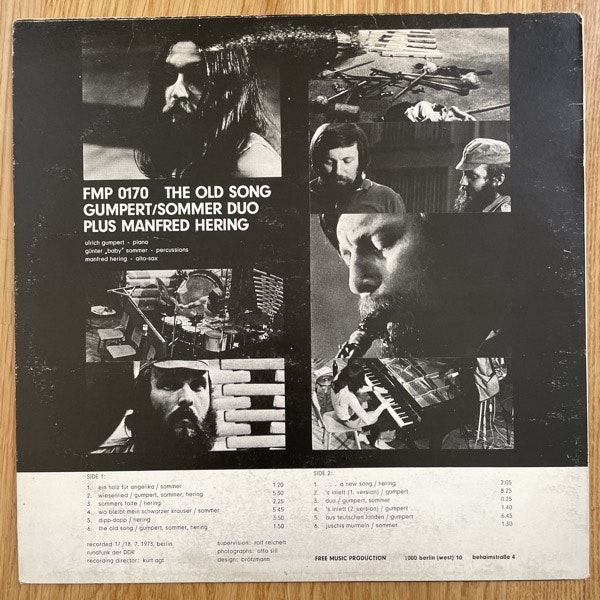 FMP 0170 THE OLD SONG
GUMPERT/SOMMER DUO
PLUS MANFRED HERING
ulrich gumpert - piano
günter „baby" sommer - percussions
manfred hering - alto-sax
SIDE 1:
1. ein holz für angelika / sommer 1.20
2. wiesenlied / gumpert, sommer, hering 5.50
3. sommers tolle / hering 2.25
4. wo bleibt mein schwarzer krauser / sommer 5.45
5. dipp-dapp / hering 5.50
6. the old song / gumpert, hering 1.50
SIDE 2:
1. . . . a new song / hering 2.05
2. 's inlett (1. version) / gumpert 8.25
3. duo / gumpert, sommer 0.25
4. 's inlett (2. version) / gumpert 1.40
5. aus teutschen landen / gumpert 6.45
6. juschis murmeln / sommer 1.50
recorded 17./18. 7. 1973, berlin
rundfunk der DDR
recording director: kurt agt
supervision: rolf reichelt
photographs: otto sill
design: brötzmann
FREE MUSIC PRODUCTION 1000 berlin (west) 10 behaimstraße 4